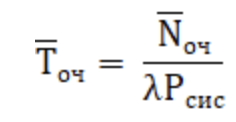 T̅оч = N̅оч / λPсис